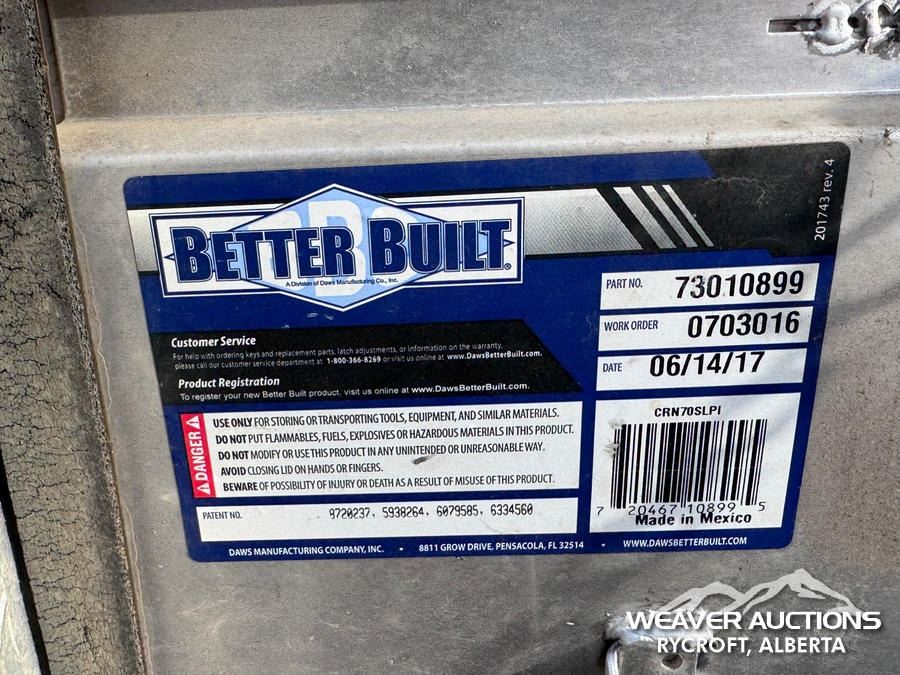 201743 rev. 4
BETTER BUILT®
A Division of Daws Manufacturing Co., Inc.
PART NO. 73010899
WORK ORDER 0703016
DATE 06/14/17
Customer Service
For help with ordering keys and replacement parts, latch adjustments, or information on the warranty,
please call our customer service department at 1-800-366-8269 or visit us online at www.DawsBetterBuilt.com.
Product Registration
To register your new Better Built product, visit us online at www.DawsBetterBuilt.com.
DANGER
USE ONLY FOR STORING OR TRANSPORTING TOOLS, EQUIPMENT, AND SIMILAR MATERIALS.
DO NOT PUT FLAMMABLES, FUELS, EXPLOSIVES OR HAZARDOUS MATERIALS IN THIS PRODUCT.
DO NOT MODIFY OR USE THIS PRODUCT IN ANY UNINTENDED OR UNREASONABLE WAY.
AVOID CLOSING LID ON HANDS OR FINGERS.
BEWARE OF POSSIBILITY OF INJURY OR DEATH AS A RESULT OF MISUSE OF THIS PRODUCT.
CRN70SLPI
7 20467 10899 5
Made in Mexico
PATENT NO. 8720237, 5938264, 6079585, 6334560
DAWS MANUFACTURING COMPANY, INC. • 8811 GROW DRIVE, PENSACOLA, FL 32514 • WWW.DAWSBETTERBUILT.COM
WEAVER AUCTIONS
RYCROFT, ALBERTA